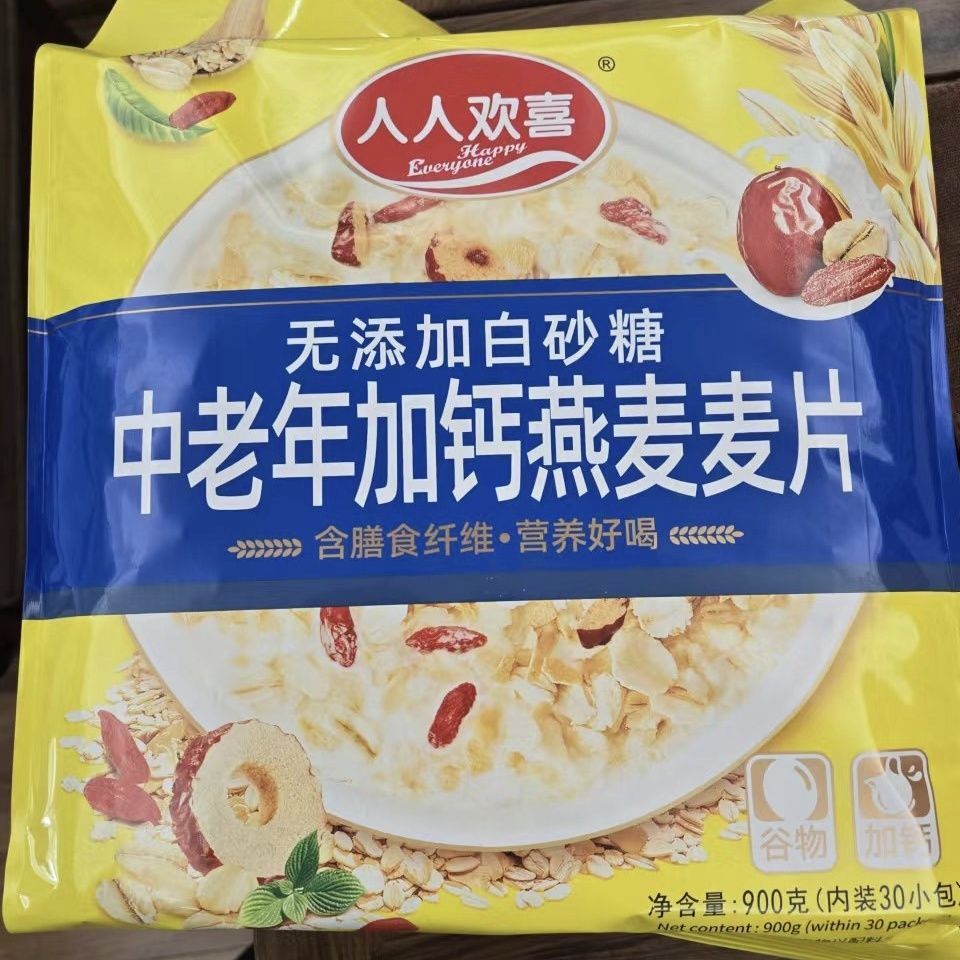 人人欢喜
®
Happy
Everyone
无添加白砂糖
中老年加钙燕麦麦片
含膳食纤维·营养好喝
谷物
加钙
净含量:900克(内装30小包)
Net content: 900g (within 30